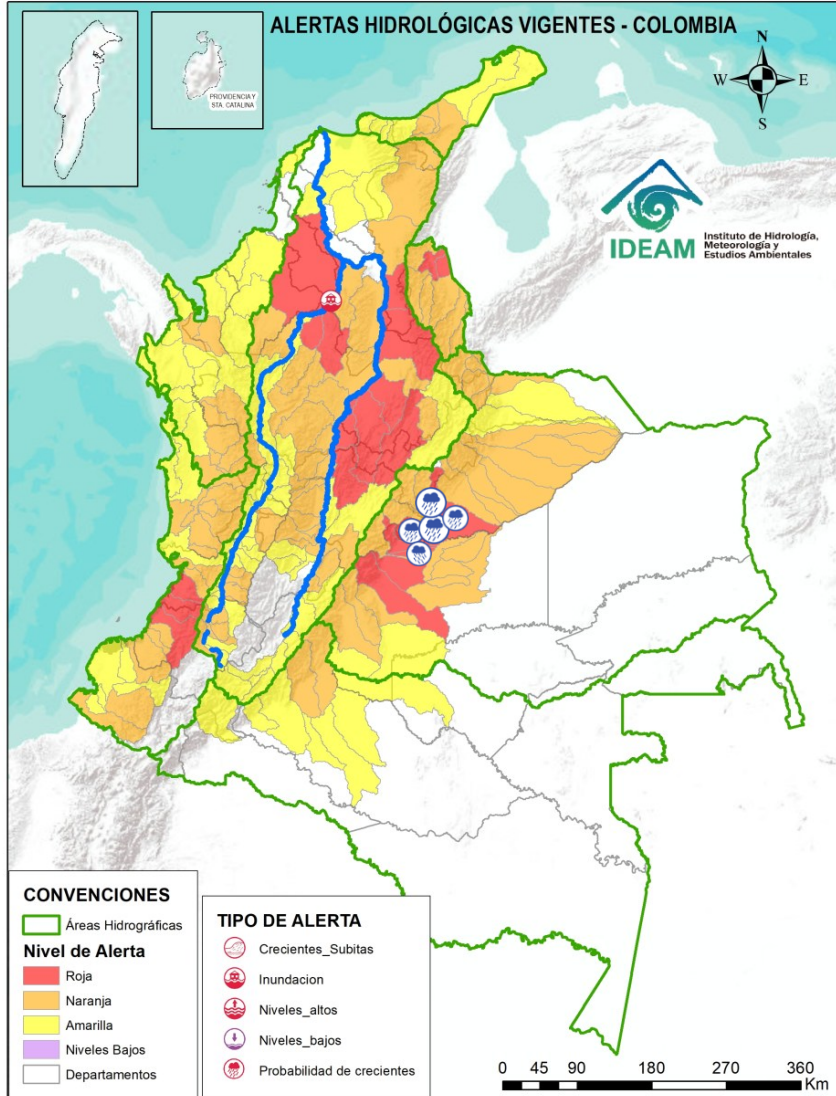 ALERTAS HIDROLÓGICAS VIGENTES - COLOMBIA
PROVIDENCIA Y
STA. CATALINA
N
W
E
S
IDEAM
Instituto de Hidrología,
Meteorología y
Estudios Ambientales
CONVENCIONES
Áreas Hidrográficas
Nivel de Alerta
Roja
Naranja
Amarilla
Niveles Bajos
Departamentos
TIPO DE ALERTA
Crecientes_Subitas
Inundacion
Niveles_altos
Niveles_bajos
Probabilidad de crecientes
0 45 90 180 270 360
Km